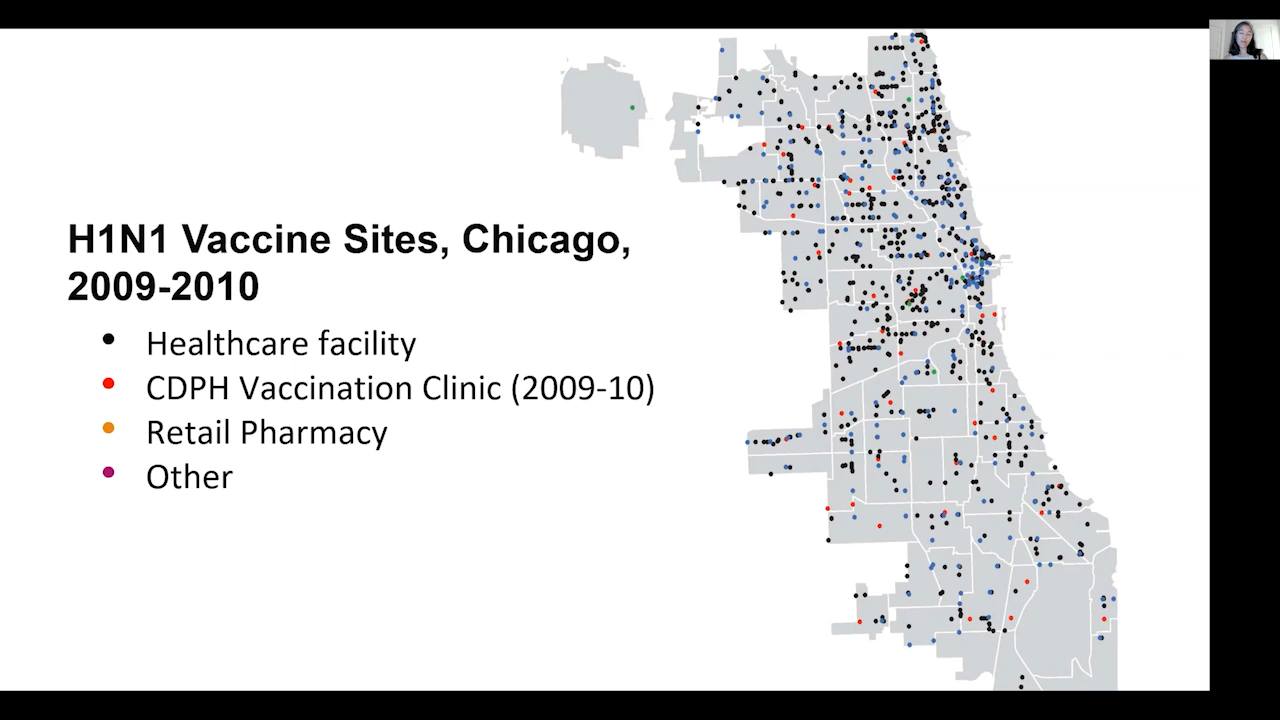 H1N1 Vaccine Sites, Chicago,
2009-2010
• Healthcare facility
• CDPH Vaccination Clinic (2009-10)
• Retail Pharmacy
• Other